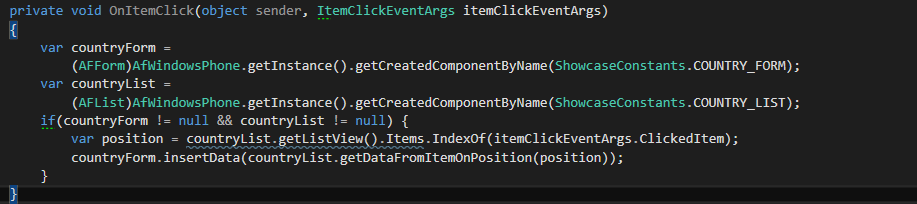 private void OnItemClick(object sender, ItemClickEventArgs itemClickEventArgs)
{
    var countryForm =
        (AFForm)AfWindowsPhone.getInstance().getCreatedComponentByName(ShowcaseConstants.COUNTRY_FORM);
    var countryList =
        (AFList)AfWindowsPhone.getInstance().getCreatedComponentByName(ShowcaseConstants.COUNTRY_LIST);
    if(countryForm != null && countryList != null) {
        var position = countryList.getListView().Items.IndexOf(itemClickEventArgs.ClickedItem);
        countryForm.insertData(countryList.getDataFromItemOnPosition(position));
    }
}